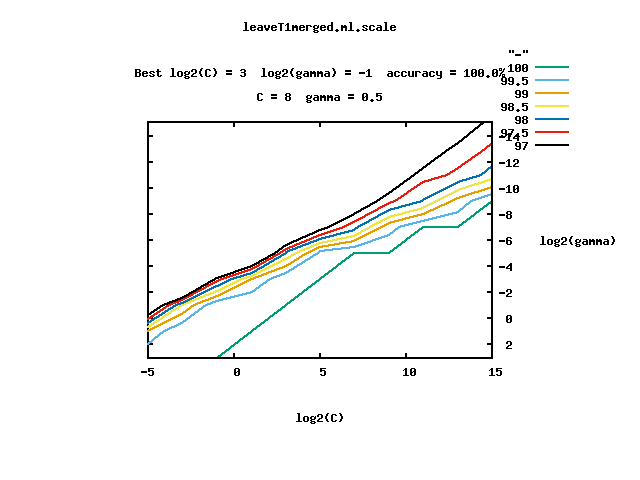 leaveT1merged.ml.scale
"_"
Best log2(C) = 3  log2(gamma) = -1  accuracy = 100.0%
100
99.5
C = 8  gamma = 0.5
99
98.5
98
97.5
97
-14
-12
-10
-8
-6
-4
-2
0
2
log2(gamma)
-5 0 5 10 15
log2(C)